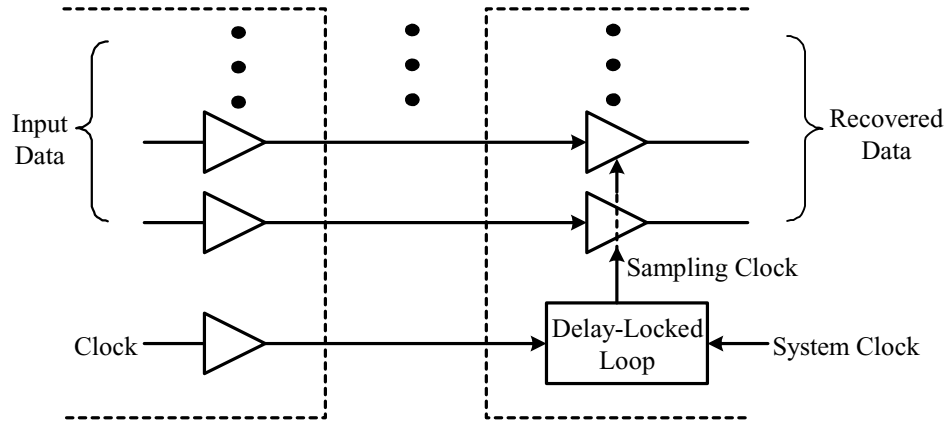 Input
Data
Recovered
Data
Sampling Clock
Clock
Delay-Locked
Loop
System Clock